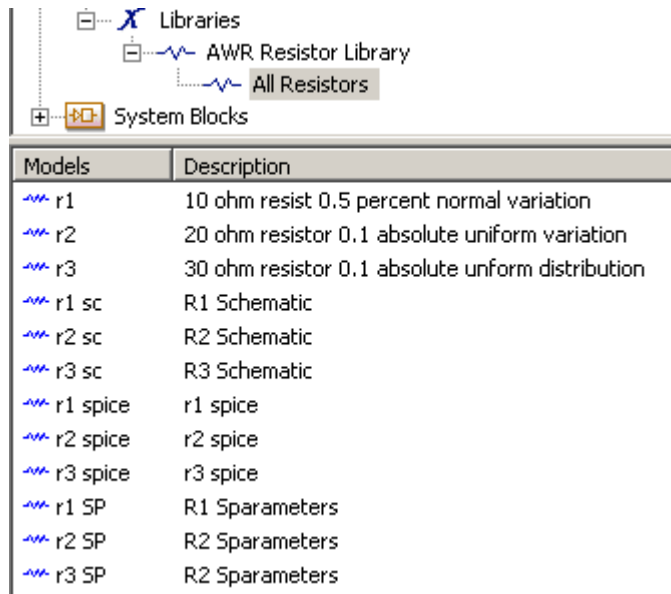 Libraries
AWR Resistor Library
All Resistors
System Blocks
Models Description
r1 10 ohm resist 0.5 percent normal variation
r2 20 ohm resistor 0.1 absolute uniform variation
r3 30 ohm resistor 0.1 absolute unform distribution
r1 sc R1 Schematic
r2 sc R2 Schematic
r3 sc R3 Schematic
r1 spice r1 spice
r2 spice r2 spice
r3 spice r3 spice
r1 SP R1 Sparameters
r2 SP R2 Sparameters
r3 SP R2 Sparameters